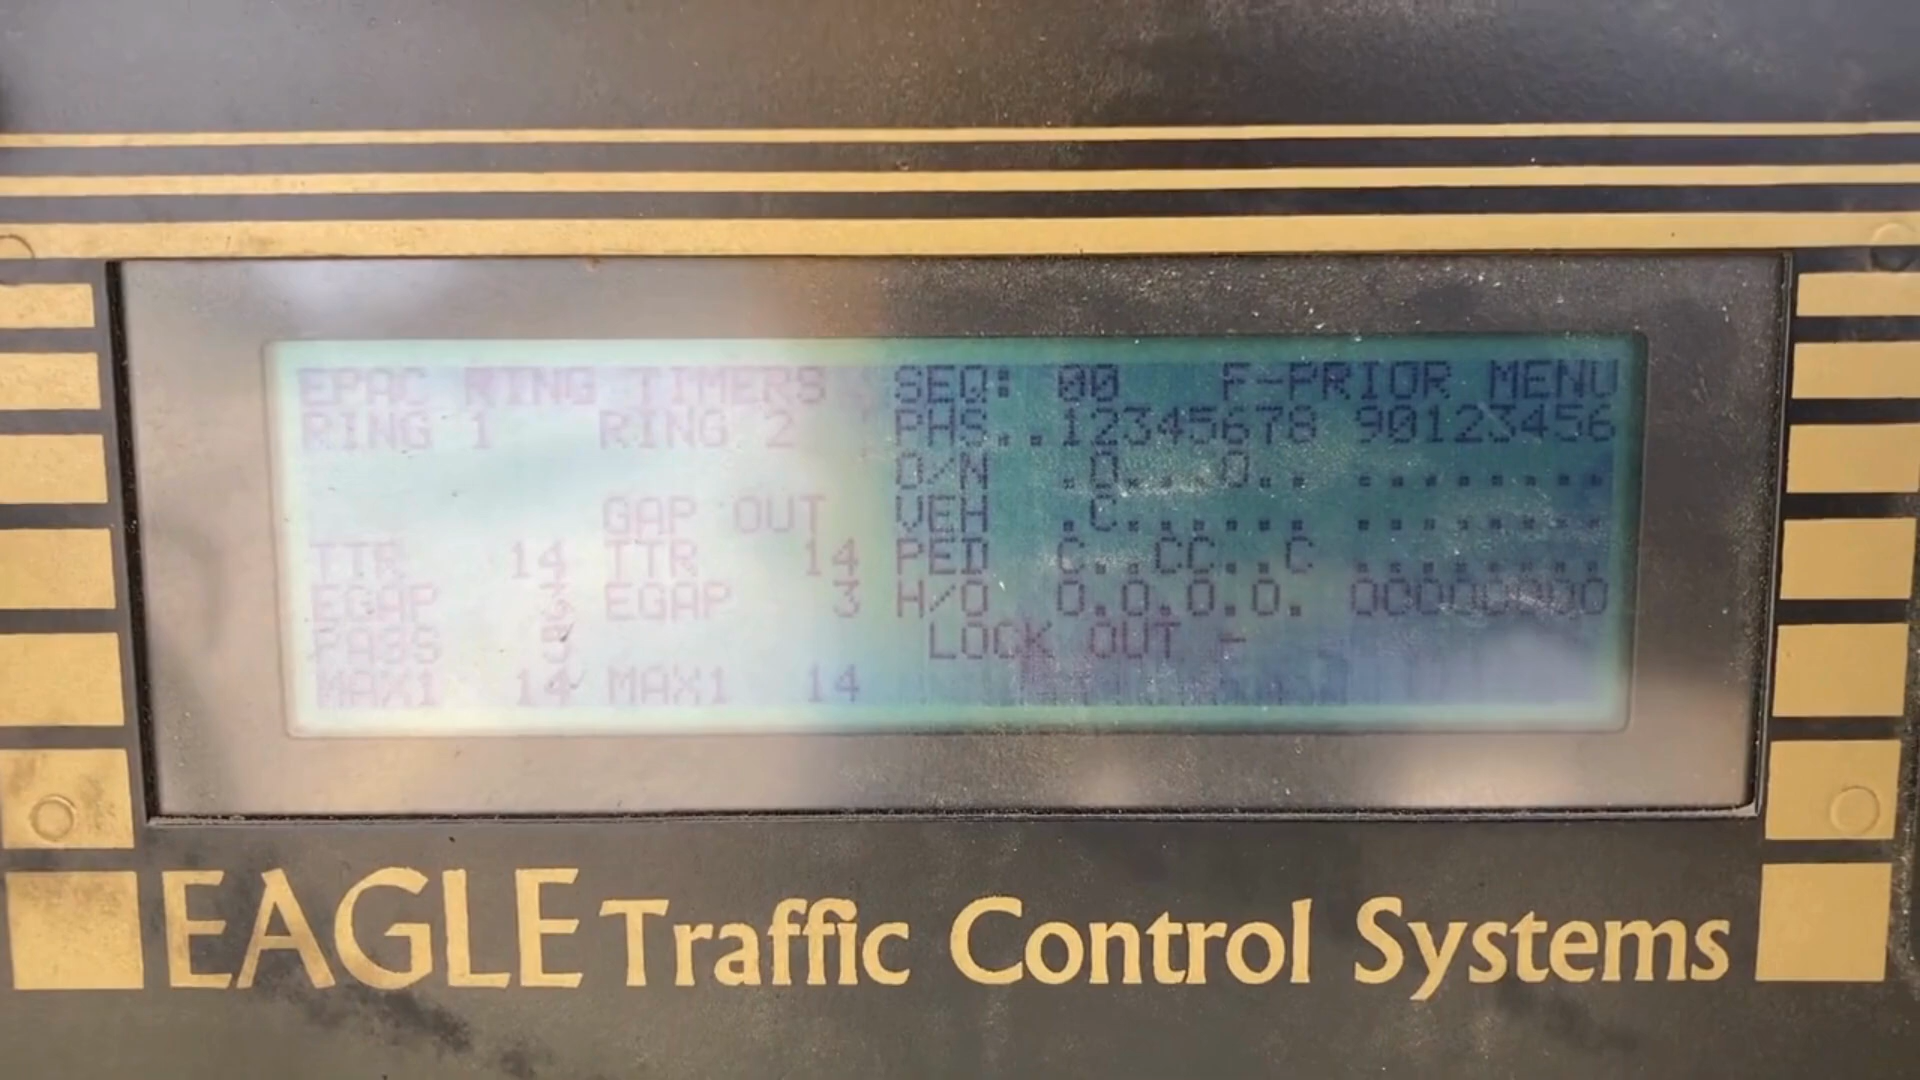 EPAC RING TIMERS SEQ: 00 F-PRIOR MENU
RING 1 RING 2 PHS..12345678 90123456
O/N .O...O.. ........
GAP OUT VEH .C...... ........
TTR 14 TTR 14 PED C..CC..C ........
EGAP 3 EGAP 3 H/O O.O.O.O. OOOOOOOO
PASS LOCK OUT -
MAX1 14 MAX1 14
EAGLE Traffic Control Systems